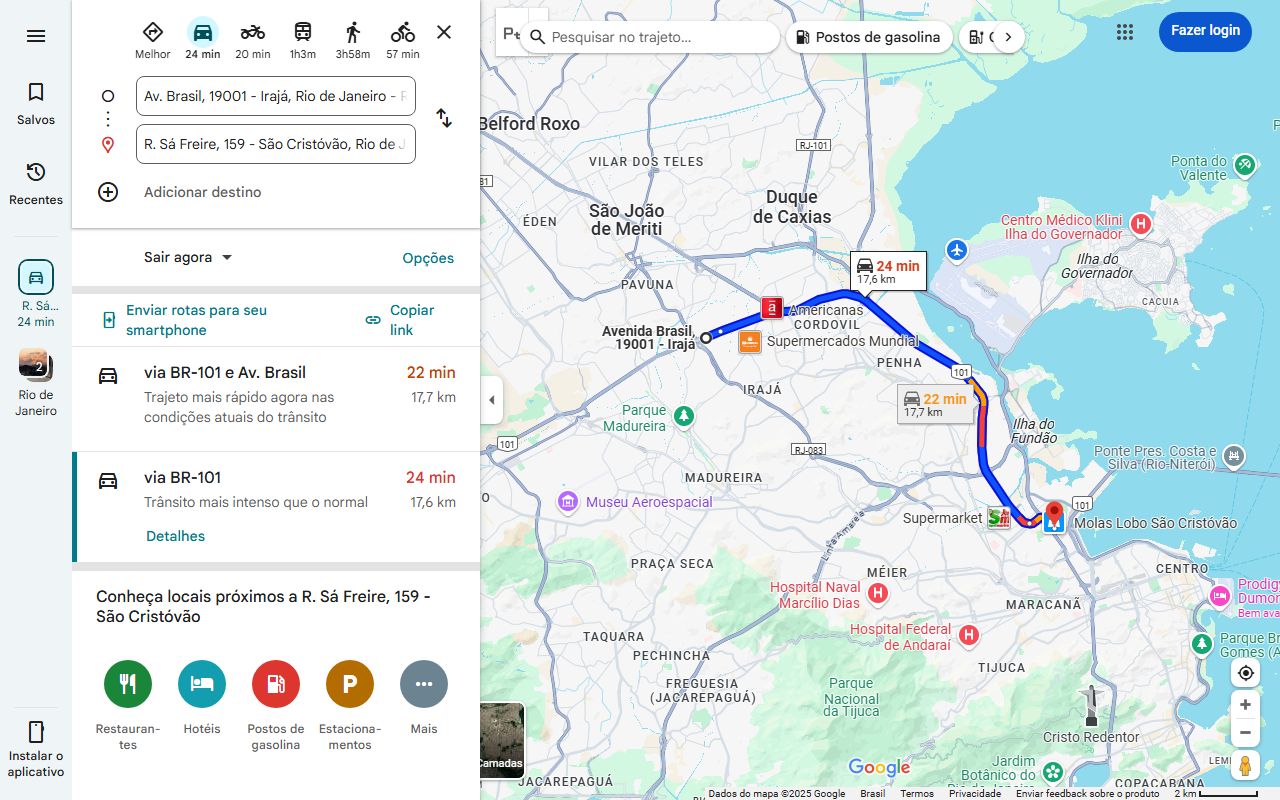 Melhor
24 min
20 min
1h3m
3h58m
57 min
Av. Brasil, 19001 - Irajá, Rio de Janeiro -
R. Sá Freire, 159 - São Cristóvão, Rio de J
Adicionar destino
Salvos
Recentes
R. Sá...
24 min
2
Rio de
Janeiro
Instalar o
aplicativo
Sair agora
Opções
Enviar rotas para seu
smartphone
Copiar
link
via BR-101 e Av. Brasil
22 min
Trajeto mais rápido agora nas
condições atuais do trânsito
17,7 km
via BR-101
24 min
Trânsito mais intenso que o normal
17,6 km
Detalhes
Conheça locais próximos a R. Sá Freire, 159 -
São Cristóvão
Restauran-
tes
Hotéis
Postos de
gasolina
P
Estaciona-
mentos
Mais
Pesquisar no trajeto...
Postos de gasolina
Fazer login
Belford Roxo
VILAR DOS TELES
RJ-101
Ponta do
Valente
Duque
de Caxias
São João
de Meriti
ÉDEN
Centro Médico Klini
Ilha do Governador
H
Ilha do
Governador
CACUIA
PAVUNA
24 min
17,6 km
a
Americanas
CORDOVIL
Avenida Brasil,
19001 - Irajá
Supermercados Mundial
PENHA
101
IRAJÁ
22 min
17,7 km
Parque
Madureira
Ilha do
Fundão
101
RJ-083
Ponte Pres. Costa e
Silva (Rio-Niterói)
MADUREIRA
Museu Aeroespacial
101
Supermarket
Molas Lobo São Cristóvão
Linha Amarela
PRAÇA SECA
MÉIER
CENTRO
Hospital Naval
Marcílio Dias
H
MARACANÃ
Hospital Federal
de Andaraí
H
TAQUARA
PECHINCHA
TIJUCA
FREGUESIA
(JACAREPAGUÁ)
Parque
Nacional
da Tijuca
Cristo Redentor
Camadas
JACAREPAGUÁ
Google
Jardim
Botânico do
COPACABANA
Dados do mapa ©2025 Google
Brasil
Termos
Privacidade
Enviar feedback sobre o produto
2 km